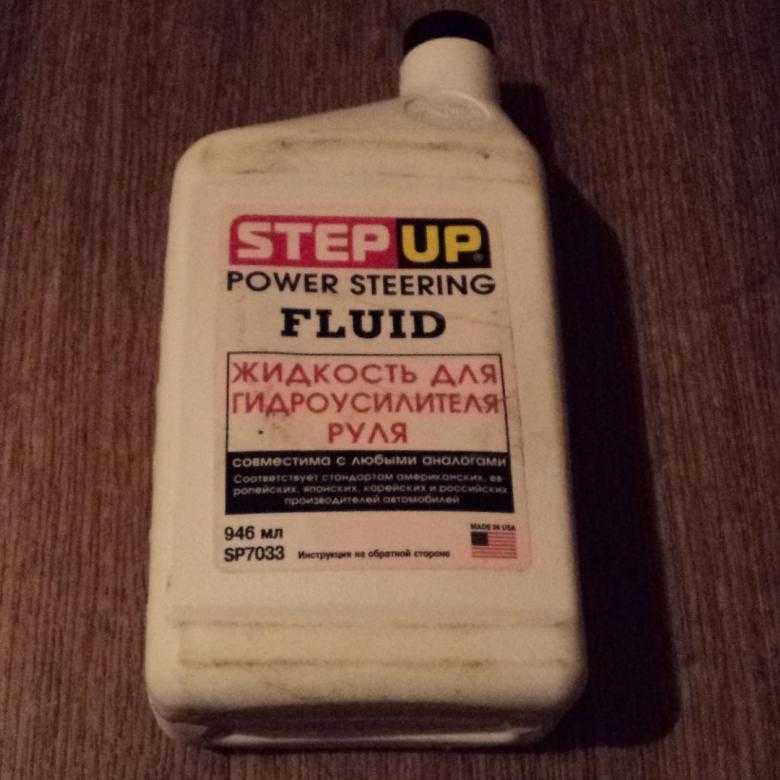 STEP UP®
POWER STEERING
FLUID
ЖИДКОСТЬ ДЛЯ
ГИДРОУСИЛИТЕЛЯ
РУЛЯ
совместима с любыми аналогами
Соответствует стандартам американских, ев-
ропейских, японских, корейских и российских
производителей автомобилей
946 мл
MADE IN USA
SP7033 Инструкция на обратной стороне